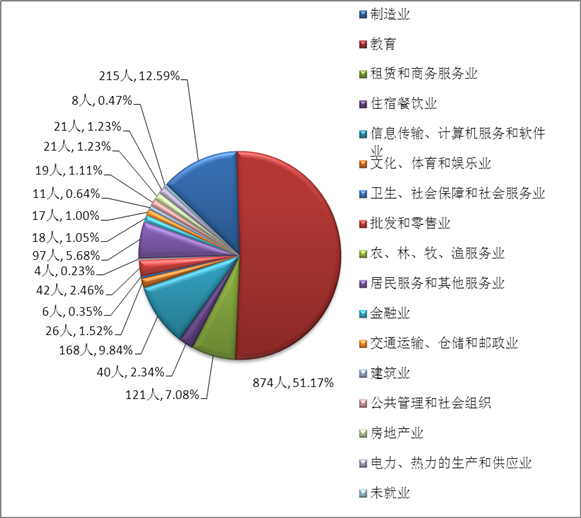 215人, 12.59%
8人, 0.47%
21人, 1.23%
21人, 1.23%
19人, 1.11%
11人, 0.64%
17人, 1.00%
18人, 1.05%
97人, 5.68%
4人, 0.23%
42人, 2.46%
6人, 0.35%
26人, 1.52%
168人, 9.84%
40人, 2.34%
121人, 7.08%
874人, 51.17%
制造业
教育
租赁和商务服务业
住宿餐饮业
信息传输、计算机服务和软件
业
文化、体育和娱乐业
卫生、社会保障和社会服务业
批发和零售业
农、林、牧、渔服务业
居民服务和其他服务业
金融业
交通运输、仓储和邮政业
建筑业
公共管理和社会组织
房地产业
电力、热力的生产和供应业
未就业